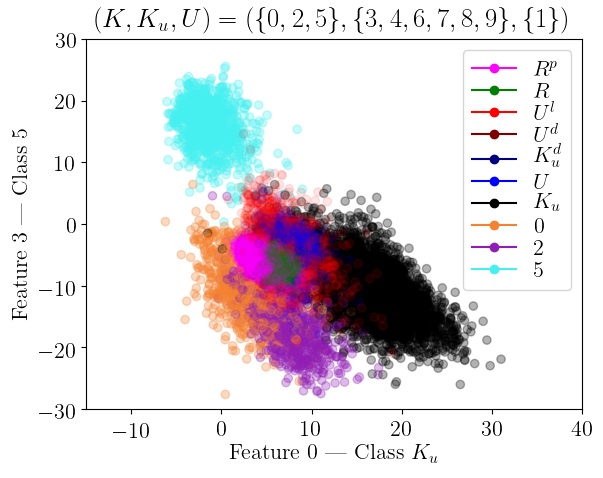 (K, K_u, U) = ({0, 2, 5}, {3, 4, 6, 7, 8, 9}, {1})
30
20
10
0
−10
−20
−30
Feature 3 — Class 5
R^p
R
U^l
U^d
K_u^d
U
K_u
0
2
5
−10
0
10
20
30
40
Feature 0 — Class K_u